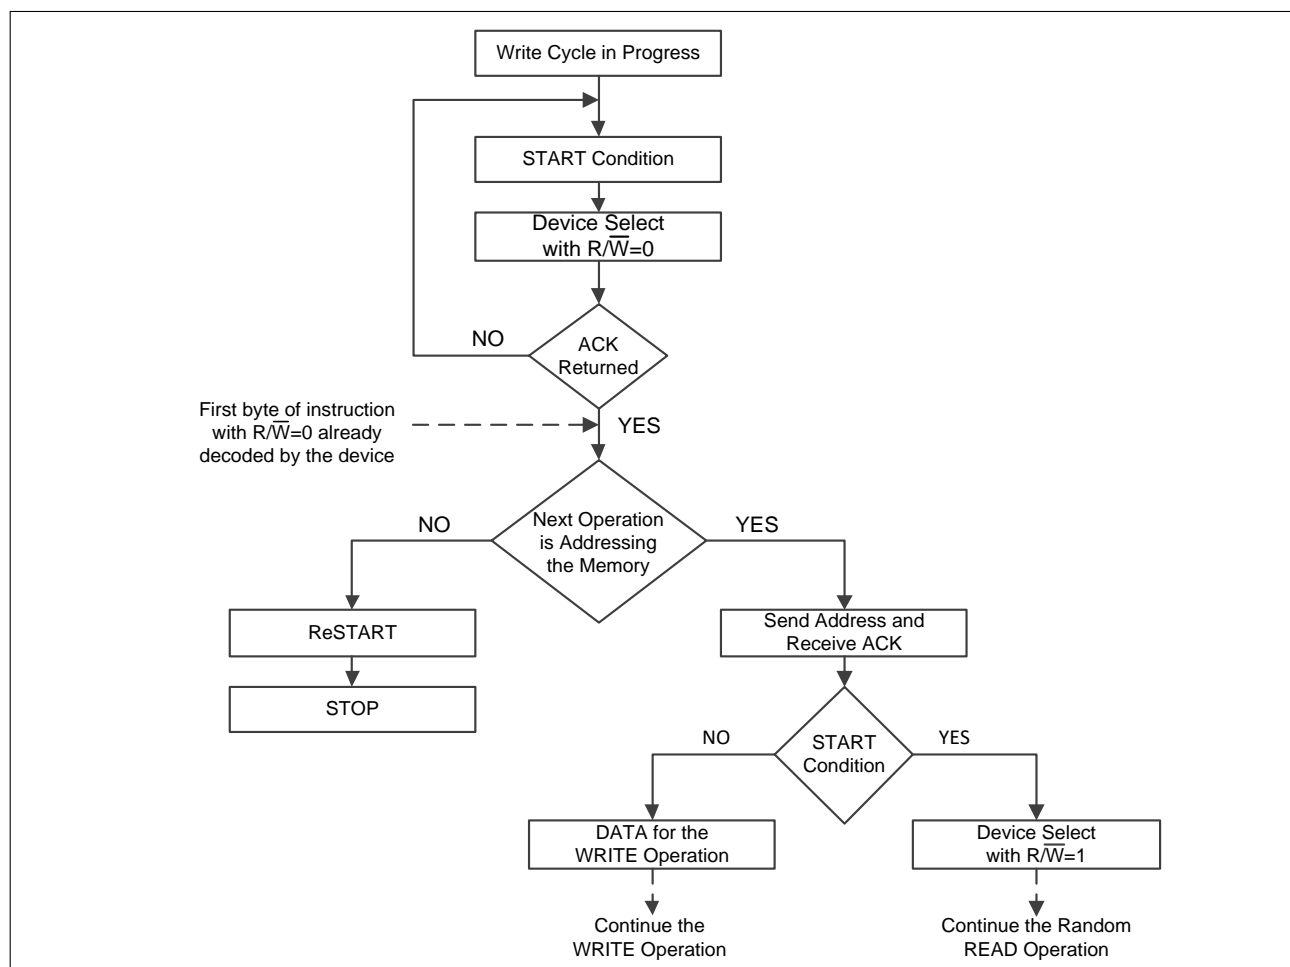 Write Cycle in Progress
START Condition
Device Select
with R/W̅=0
NO
ACK
Returned
First byte of instruction
with R/W̅=0 already
decoded by the device
YES
NO
Next Operation
is Addressing
the Memory
YES
ReSTART
Send Address and
Receive ACK
STOP
NO
START
Condition
YES
DATA for the
WRITE Operation
Device Select
with R/W̅=1
Continue the
WRITE Operation
Continue the Random
READ Operation